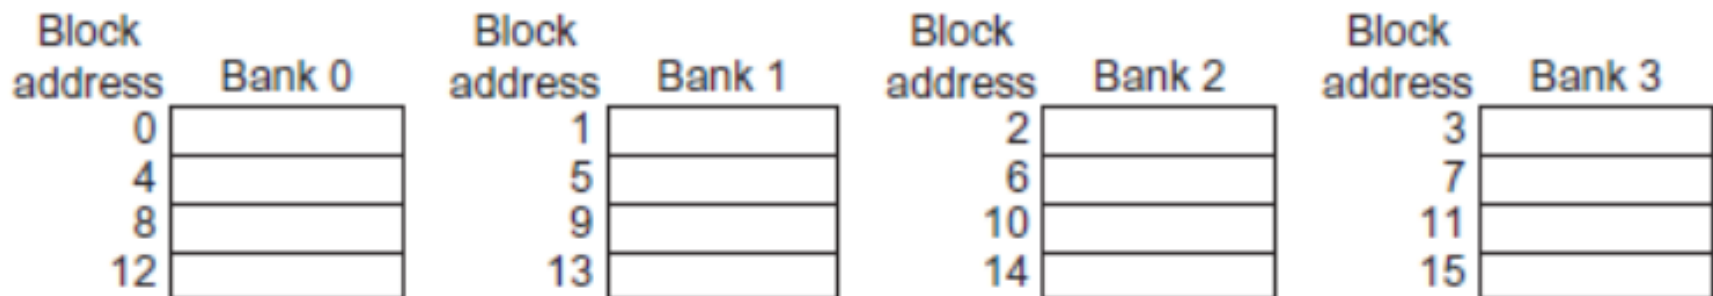 Block Block Block Block
address Bank 0 address Bank 1 address Bank 2 address Bank 3
0 1 2 3
4 5 6 7
8 9 10 11
12 13 14 15